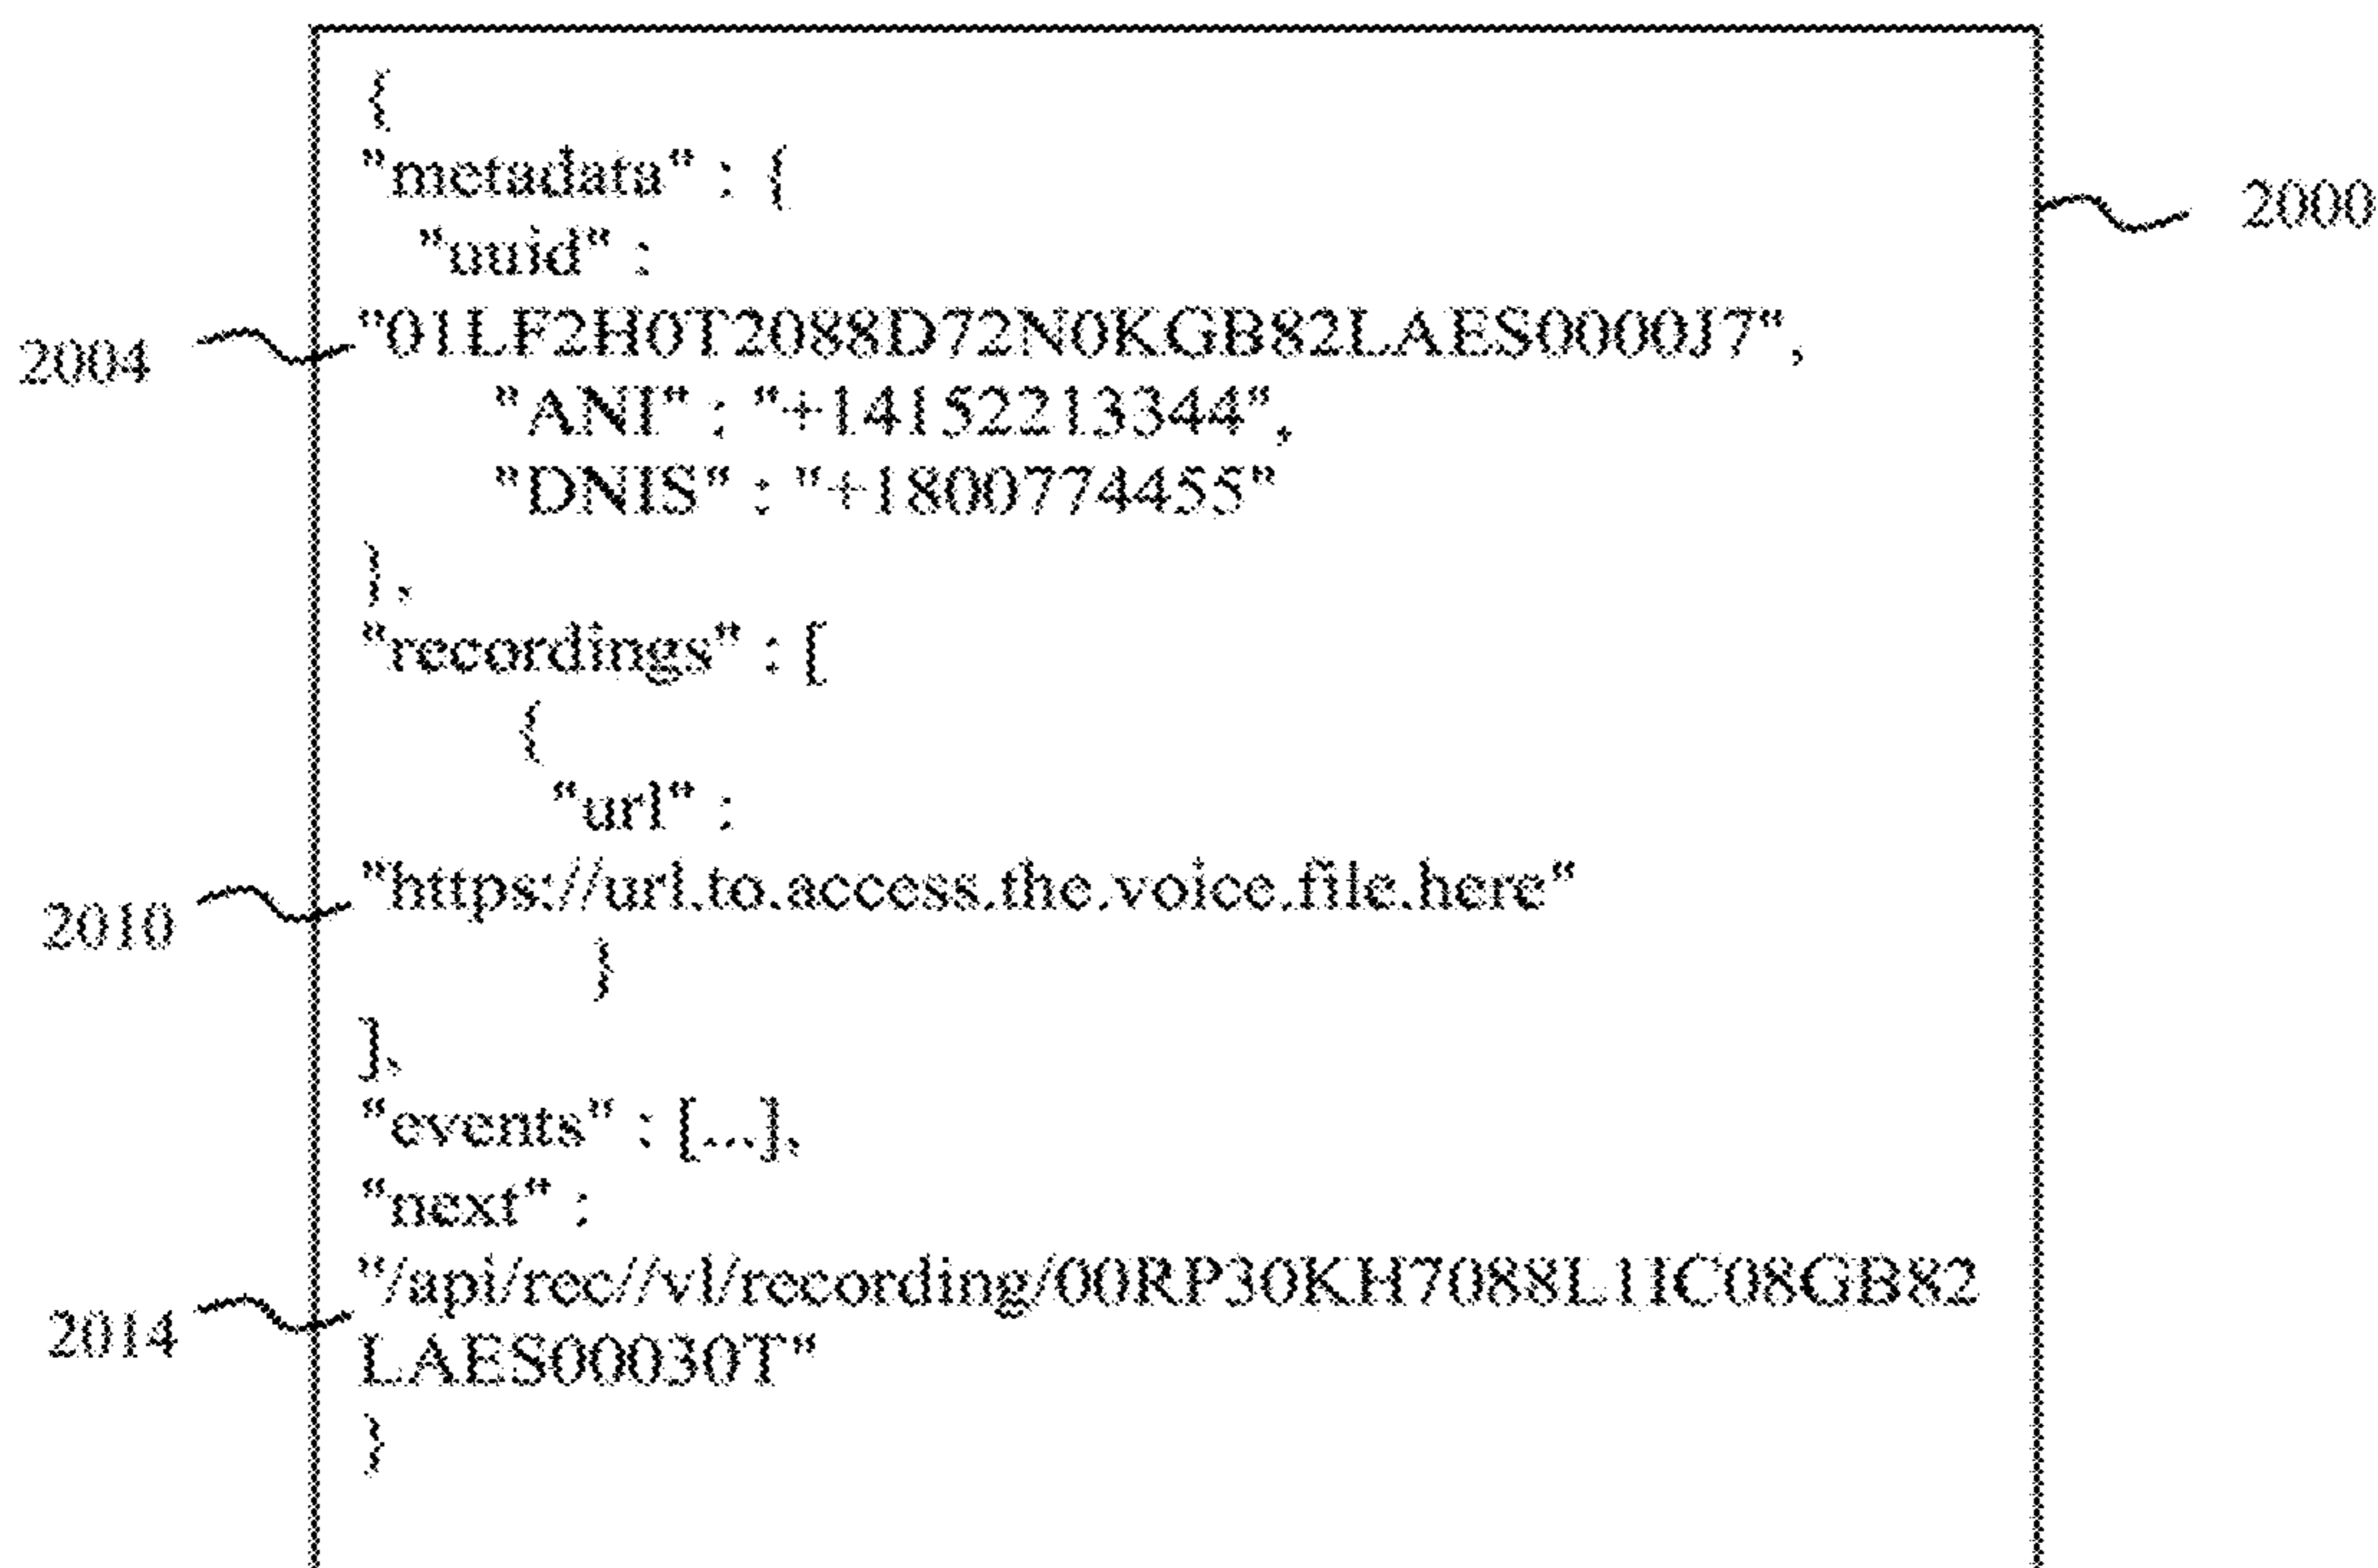 {
"metadata" : {
2000
"uuid" :
2004
"01LF2H0T2088D72N0KGB82LAES0000J7",
"ANI" : "+14152213344",
"DNIS" : "+1800774455"
},
"recordings" : [
{
"url" :
2010
"https://url.to.access.the.voice.file.here"
}
],
"events" : [...],
"next" :
2014
"/api/rec//vl/recording/00RP30KH7088L1IC08GB82
LAES00030T"
}